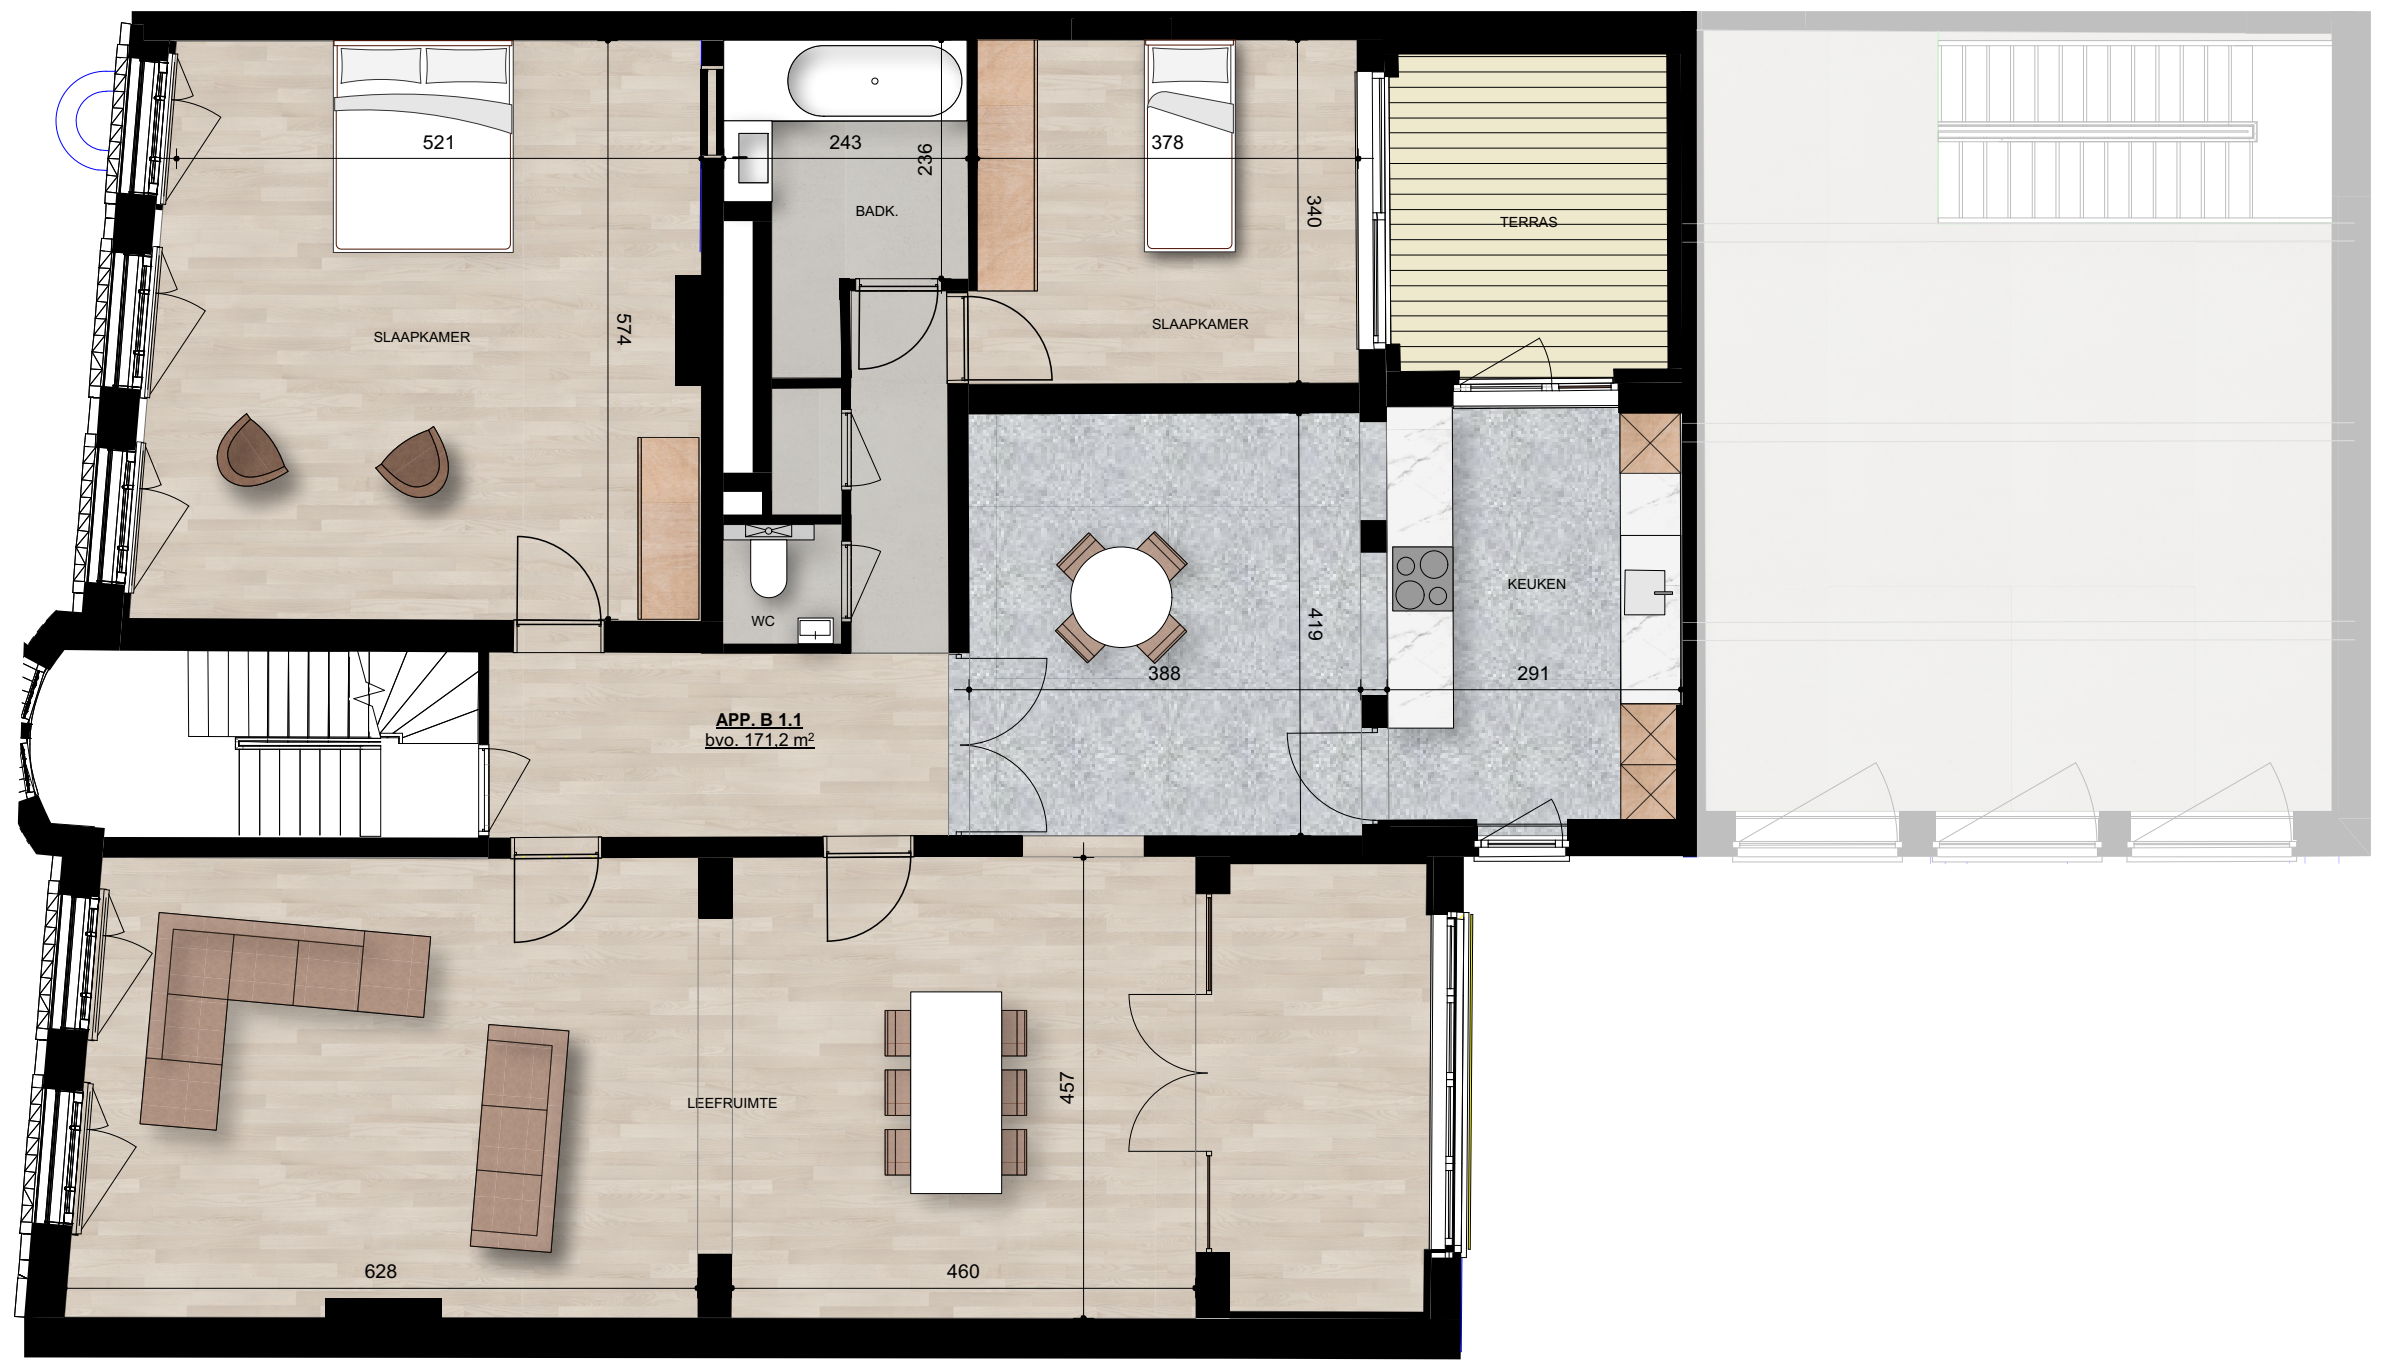 521
243
236
378
BADK.
340
TERRAS
574
SLAAPKAMER
SLAAPKAMER
KEUKEN
WC
419
388
291
APP. B 1.1
bvo. 171,2 m²
457
LEEFRUIMTE
628
460